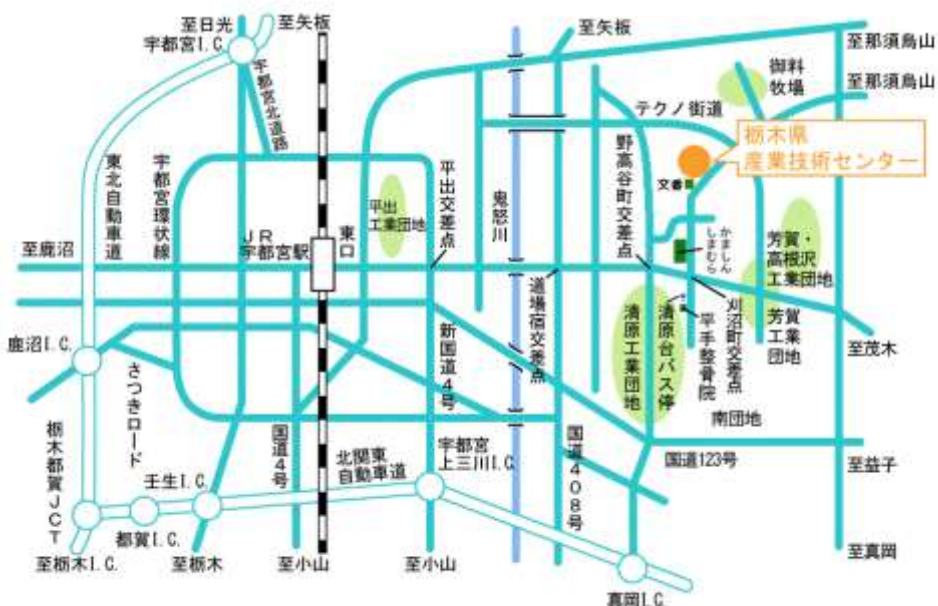 至日光
至矢板
宇都宮I.C.
宇都宮北道路
至矢板
至那須烏山
御料
牧場
至那須烏山
テクノ街道
栃木県
産業技術センター
交番
野高谷町交差点
東北自動車道
宇都宮環状線
平出
工業団地
平出交差点
鬼怒川
JR
宇都宮駅
東口
至鹿沼
かましん
しまむら
芳賀・
高根沢
工業団地
道場宿交差点
新国道4号
清原工業団地
清原台バス停
平手整骨院
刈沼町交差点
芳賀
工業
団地
至茂木
鹿沼I.C.
さつきロード
南団地
国道123号
至益子
栃木都賀JCT
壬生I.C.
国道4号
北関東
自動車道
宇都宮
上三川I.C.
国道408号
都賀I.C.
至栃木I.C.
至栃木
至小山
至小山
至真岡
真岡I.C.